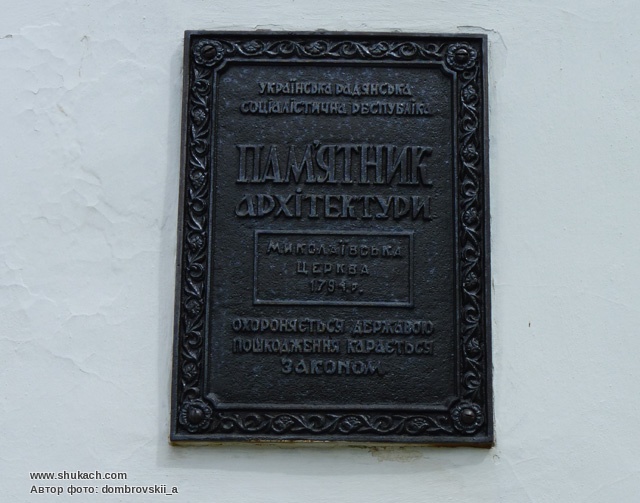 УКРАЇНСЬКА РАДЯНСЬКА
СОЦІАЛІСТИЧНА РЕСПУБЛІКА
ПАМ'ЯТНИК
АРХІТЕКТУРИ
МИКОЛАЇВСЬКА
ЦЕРКВА
1794 р.
ОХОРОНЯЄТЬСЯ ДЕРЖАВОЮ
ПОШКОДЖЕННЯ КАРАЄТЬСЯ
ЗАКОНОМ
www.shukach.com
Автор фото: dombrovskii_a